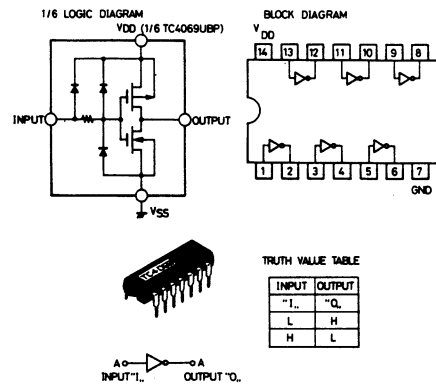 1/6 LOGIC DIAGRAM
VDD (1/6 TC4069UBP)
INPUT
OUTPUT
VSS
BLOCK DIAGRAM
VDD
14 13 12 11 10 9 8
1 2 3 4 5 6 7
GND
TRUTH VALUE TABLE
INPUT OUTPUT
"I„ "O„
L H
H L
A A
INPUT "I„ OUTPUT "O„